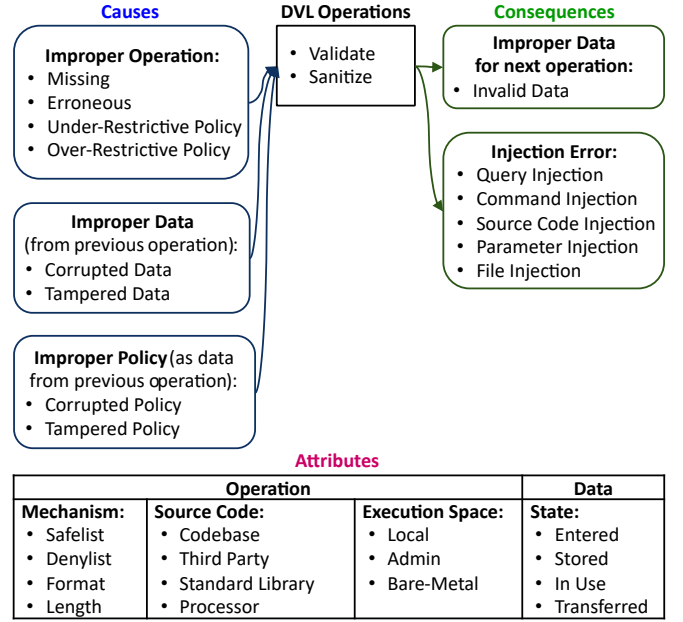 Causes
Improper Operation:
• Missing
• Erroneous
• Under-Restrictive Policy
• Over-Restrictive Policy
Improper Data
(from previous operation):
• Corrupted Data
• Tampered Data
Improper Policy (as data
from previous operation):
• Corrupted Policy
• Tampered Policy
DVL Operations
• Validate
• Sanitize
Consequences
Improper Data
for next operation:
• Invalid Data
Injection Error:
• Query Injection
• Command Injection
• Source Code Injection
• Parameter Injection
• File Injection
Attributes
Operation
Data
Mechanism:
• Safelist
• Denylist
• Format
• Length
Source Code:
• Codebase
• Third Party
• Standard Library
• Processor
Execution Space:
• Local
• Admin
• Bare-Metal
State:
• Entered
• Stored
• In Use
• Transferred